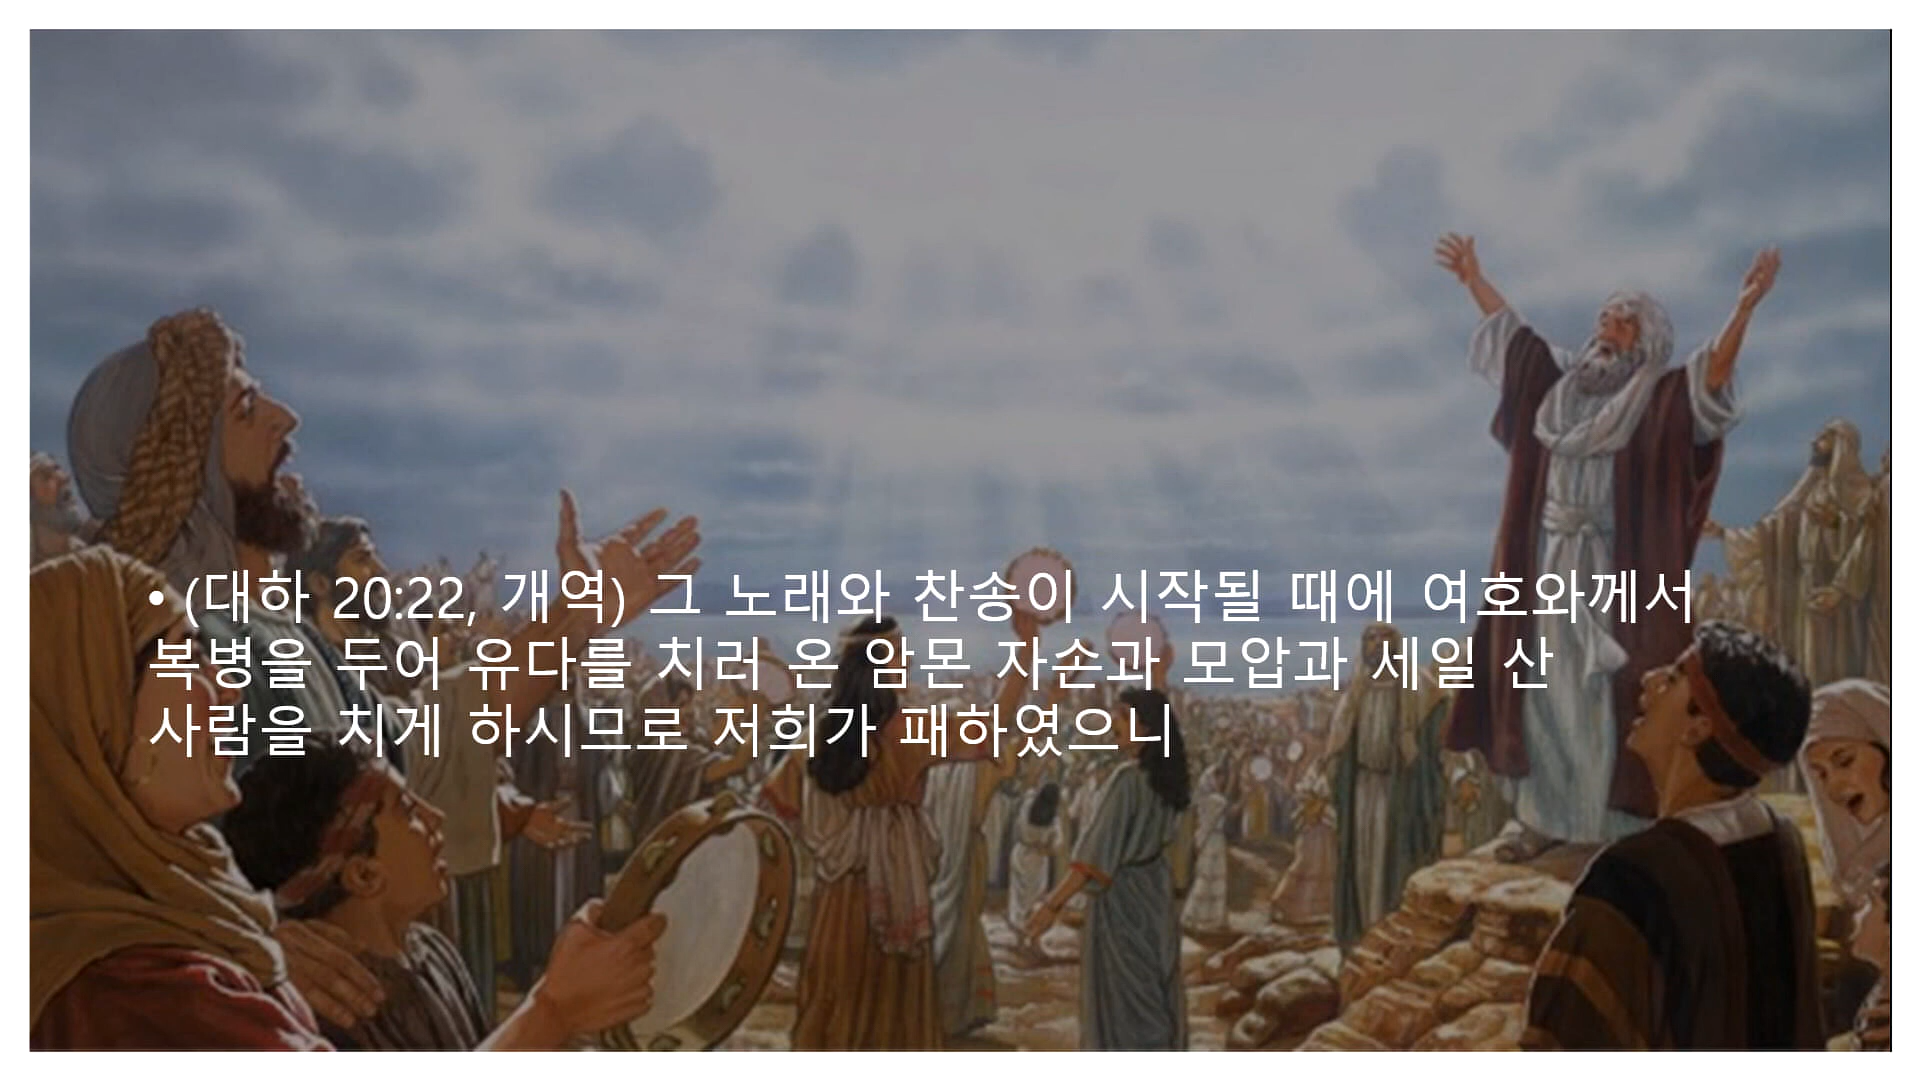 • (대하 20:22, 개역) 그 노래와 찬송이 시작될 때에 여호와께서
복병을 두어 유다를 치러 온 암몬 자손과 모압과 세일 산
사람을 치게 하시므로 저희가 패하였으니